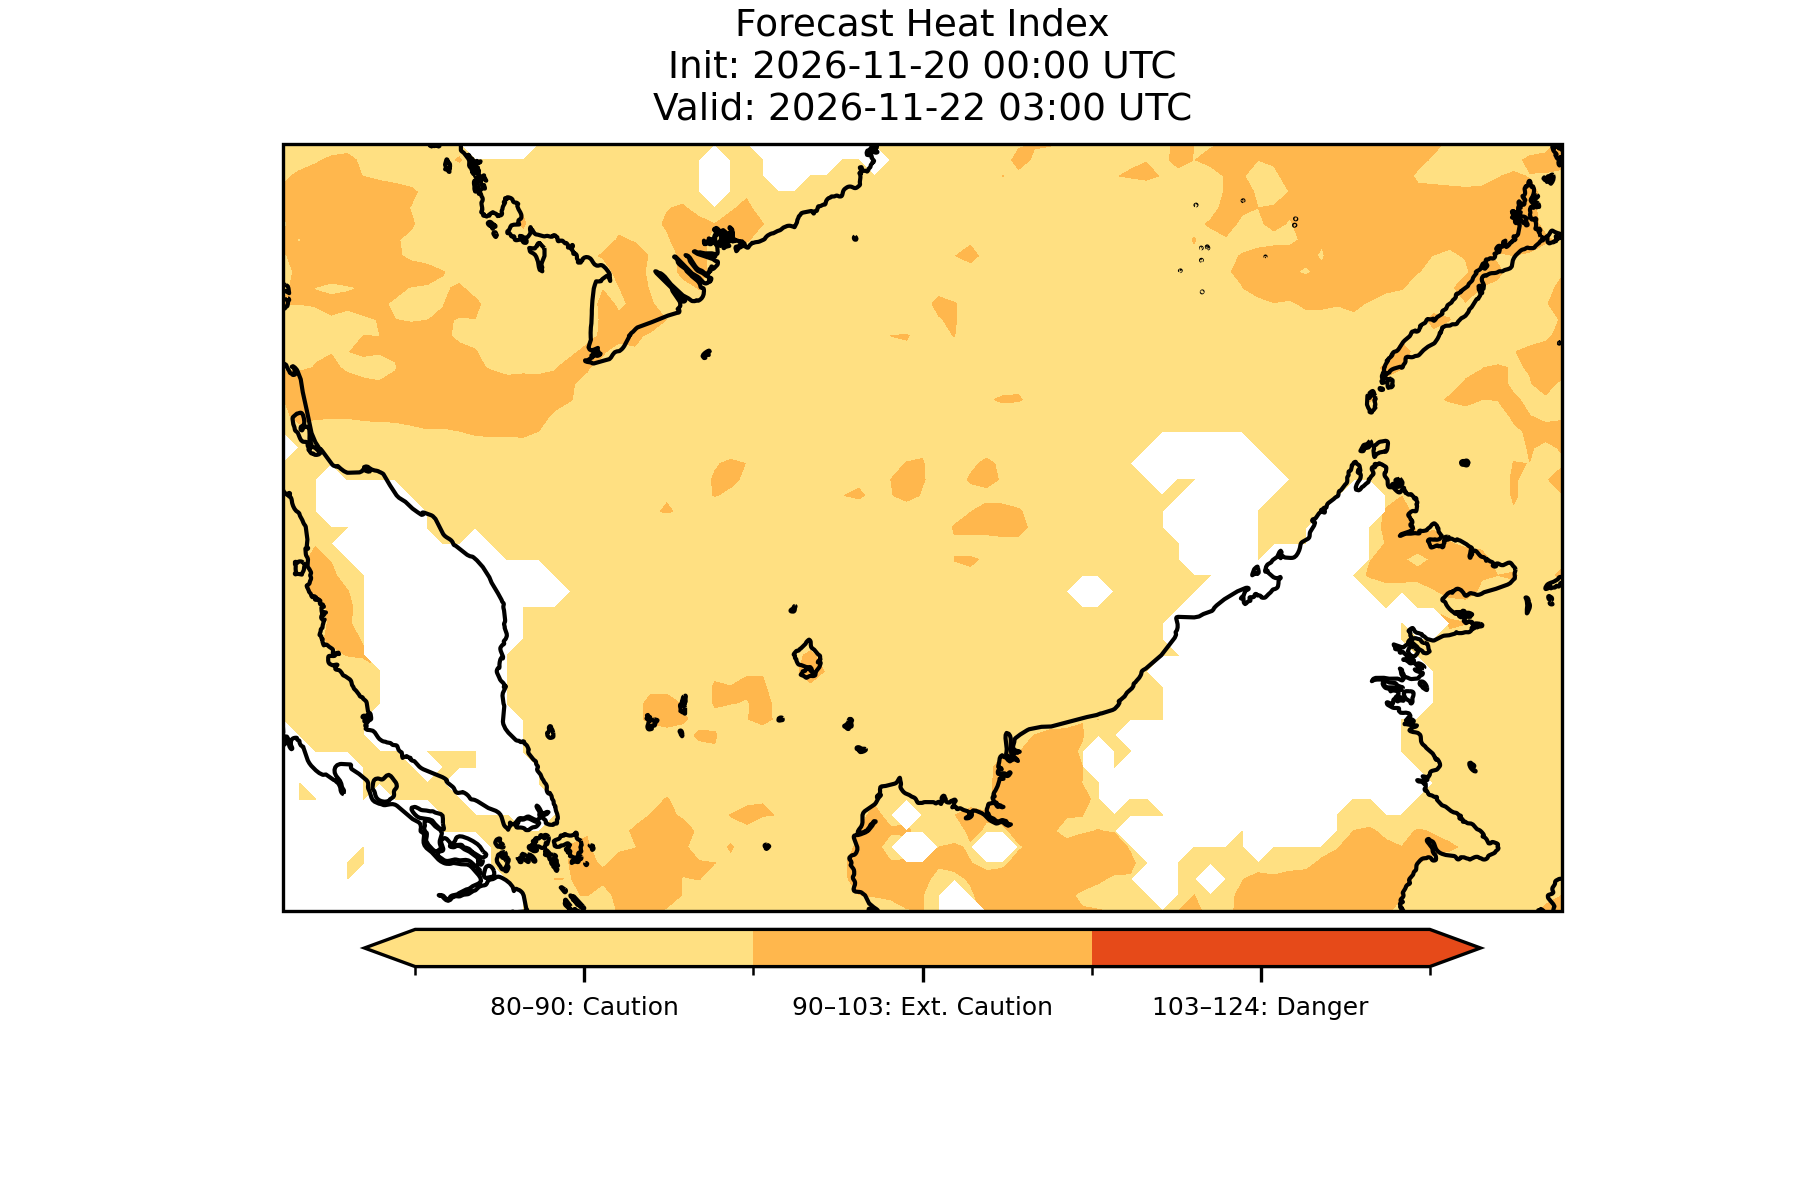 Forecast Heat Index
Init: 2026-11-20 00:00 UTC
Valid: 2026-11-22 03:00 UTC
80–90: Caution
90–103: Ext. Caution
103–124: Danger